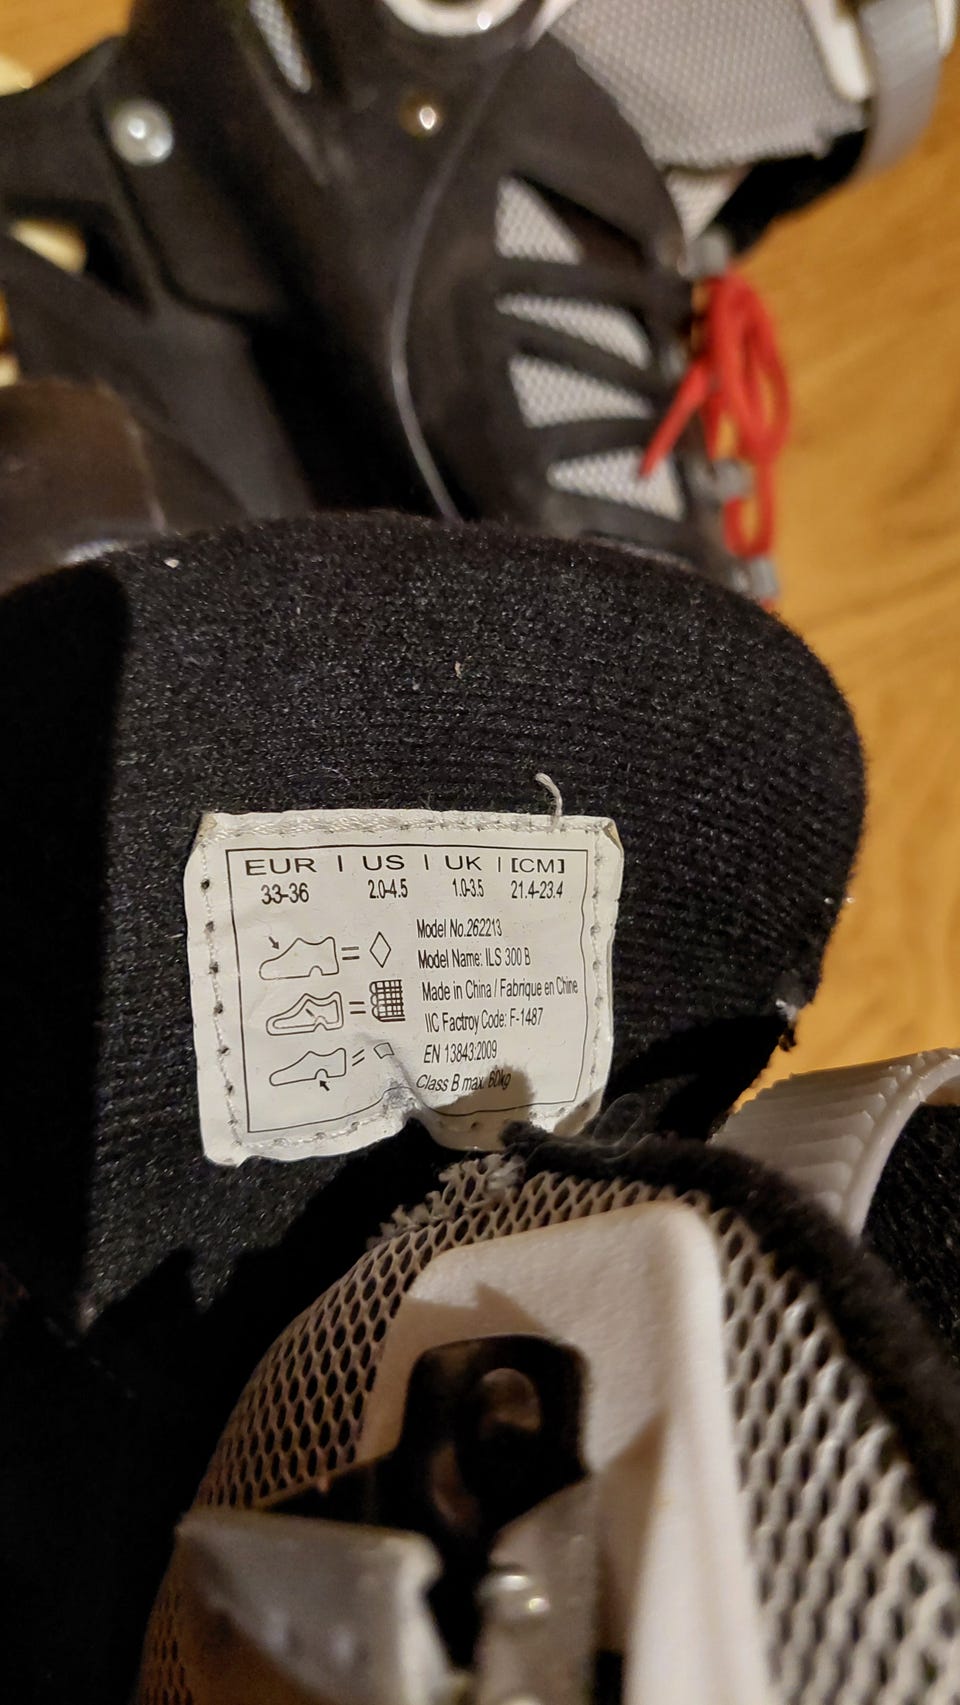 EUR | US | UK | [CM]
33-36 2.0-4.5 1.0-3.5 21.4-23.4
Model No.262213
Model Name: ILS 300 B
Made in China / Fabrique en Chine
IIC Factroy Code: F-1487
EN 13843:2009
Class B max. 60kg